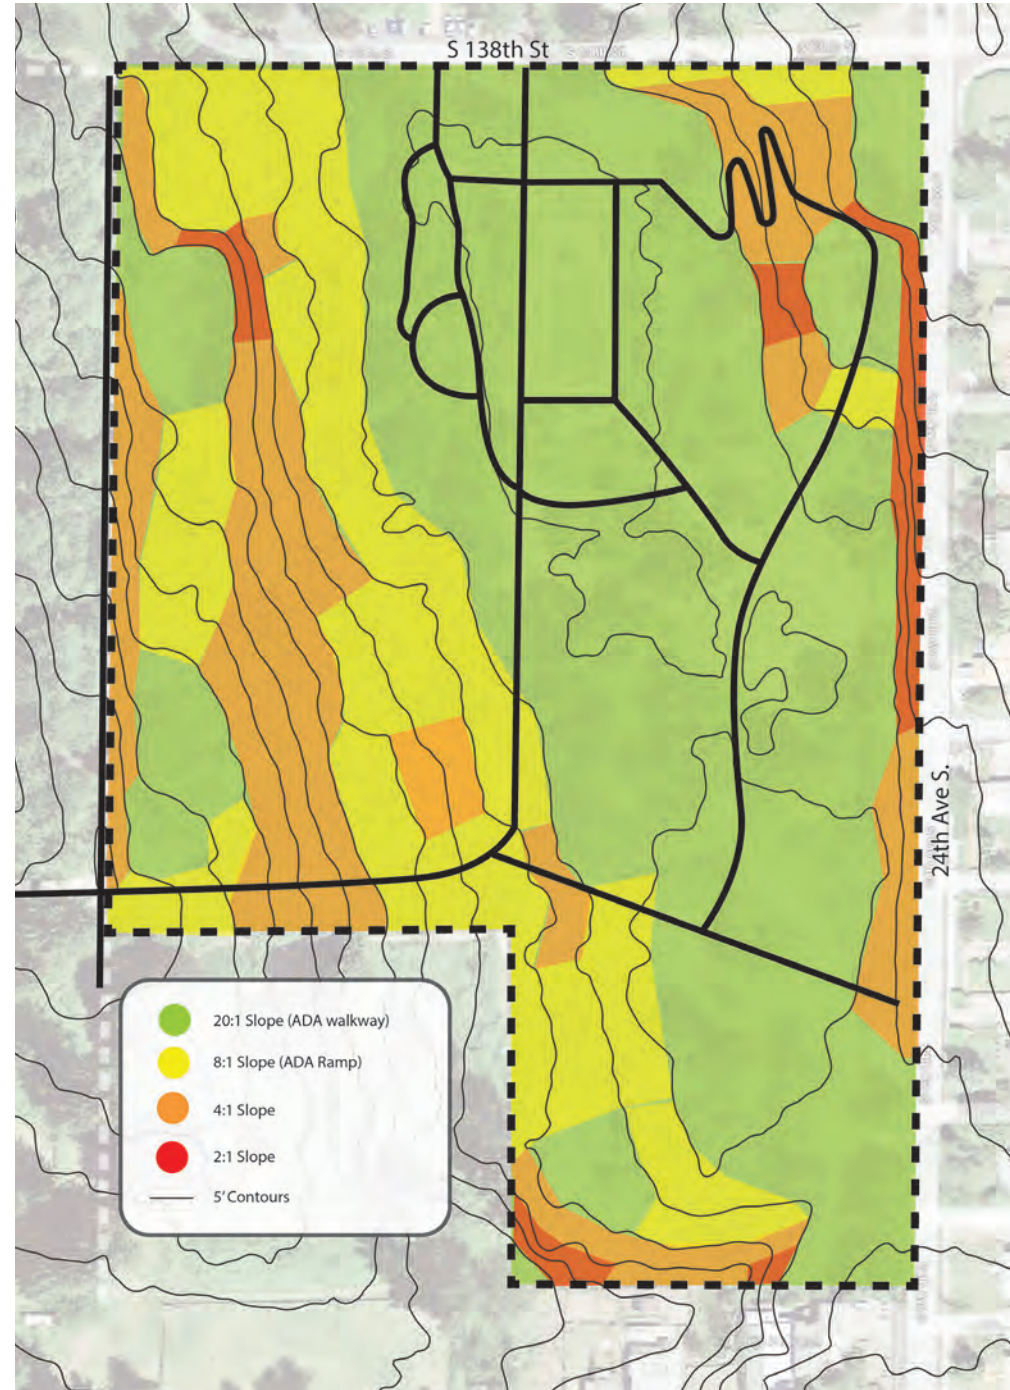 S 138th St
24th Ave S.
20:1 Slope (ADA walkway)
8:1 Slope (ADA Ramp)
4:1 Slope
2:1 Slope
5' Contours